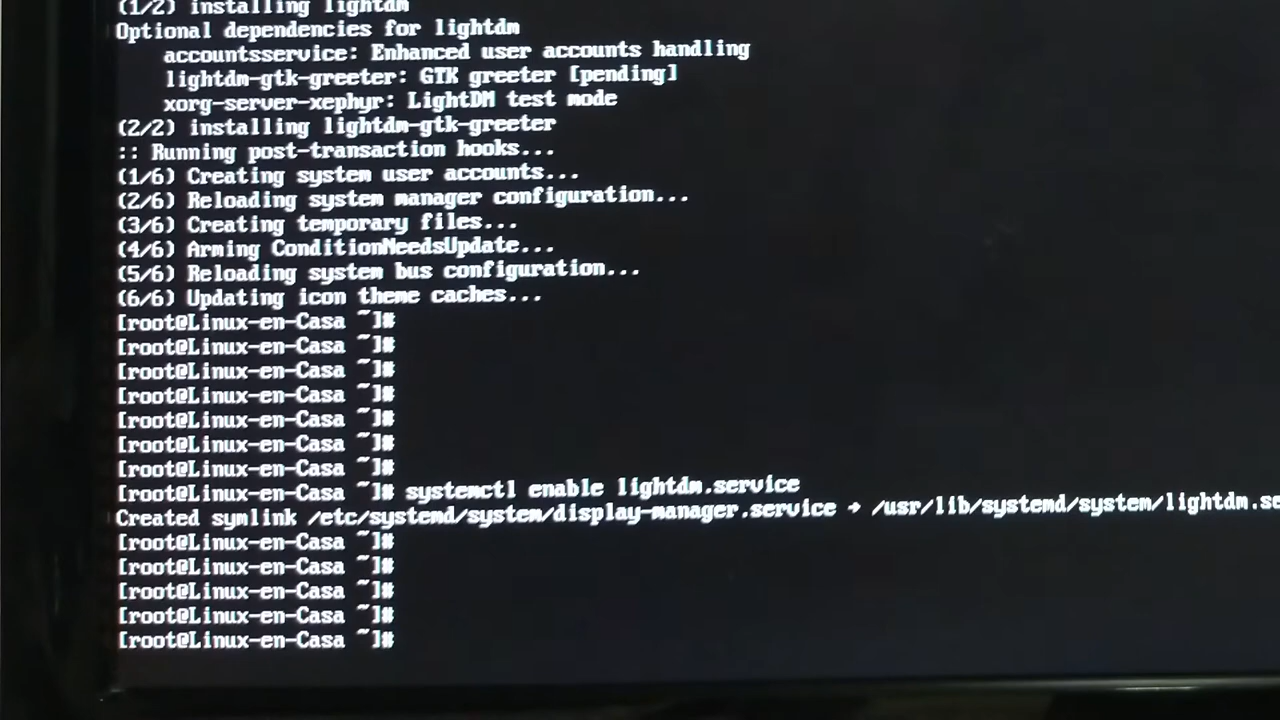 (1/2) installing lightdm
Optional dependencies for lightdm
    accountsservice: Enhanced user accounts handling
    lightdm-gtk-greeter: GTK greeter [pending]
    xorg-server-xephyr: LightDM test mode
(2/2) installing lightdm-gtk-greeter
:: Running post-transaction hooks...
(1/6) Creating system user accounts...
(2/6) Reloading system manager configuration...
(3/6) Creating temporary files...
(4/6) Arming ConditionNeedsUpdate...
(5/6) Reloading system bus configuration...
(6/6) Updating icon theme caches...
[root@Linux-en-Casa ~]#
[root@Linux-en-Casa ~]#
[root@Linux-en-Casa ~]#
[root@Linux-en-Casa ~]#
[root@Linux-en-Casa ~]#
[root@Linux-en-Casa ~]#
[root@Linux-en-Casa ~]#
[root@Linux-en-Casa ~]# systemctl enable lightdm.service
Created symlink /etc/systemd/system/display-manager.service → /usr/lib/systemd/system/lightdm.se
[root@Linux-en-Casa ~]#
[root@Linux-en-Casa ~]#
[root@Linux-en-Casa ~]#
[root@Linux-en-Casa ~]#
[root@Linux-en-Casa ~]#